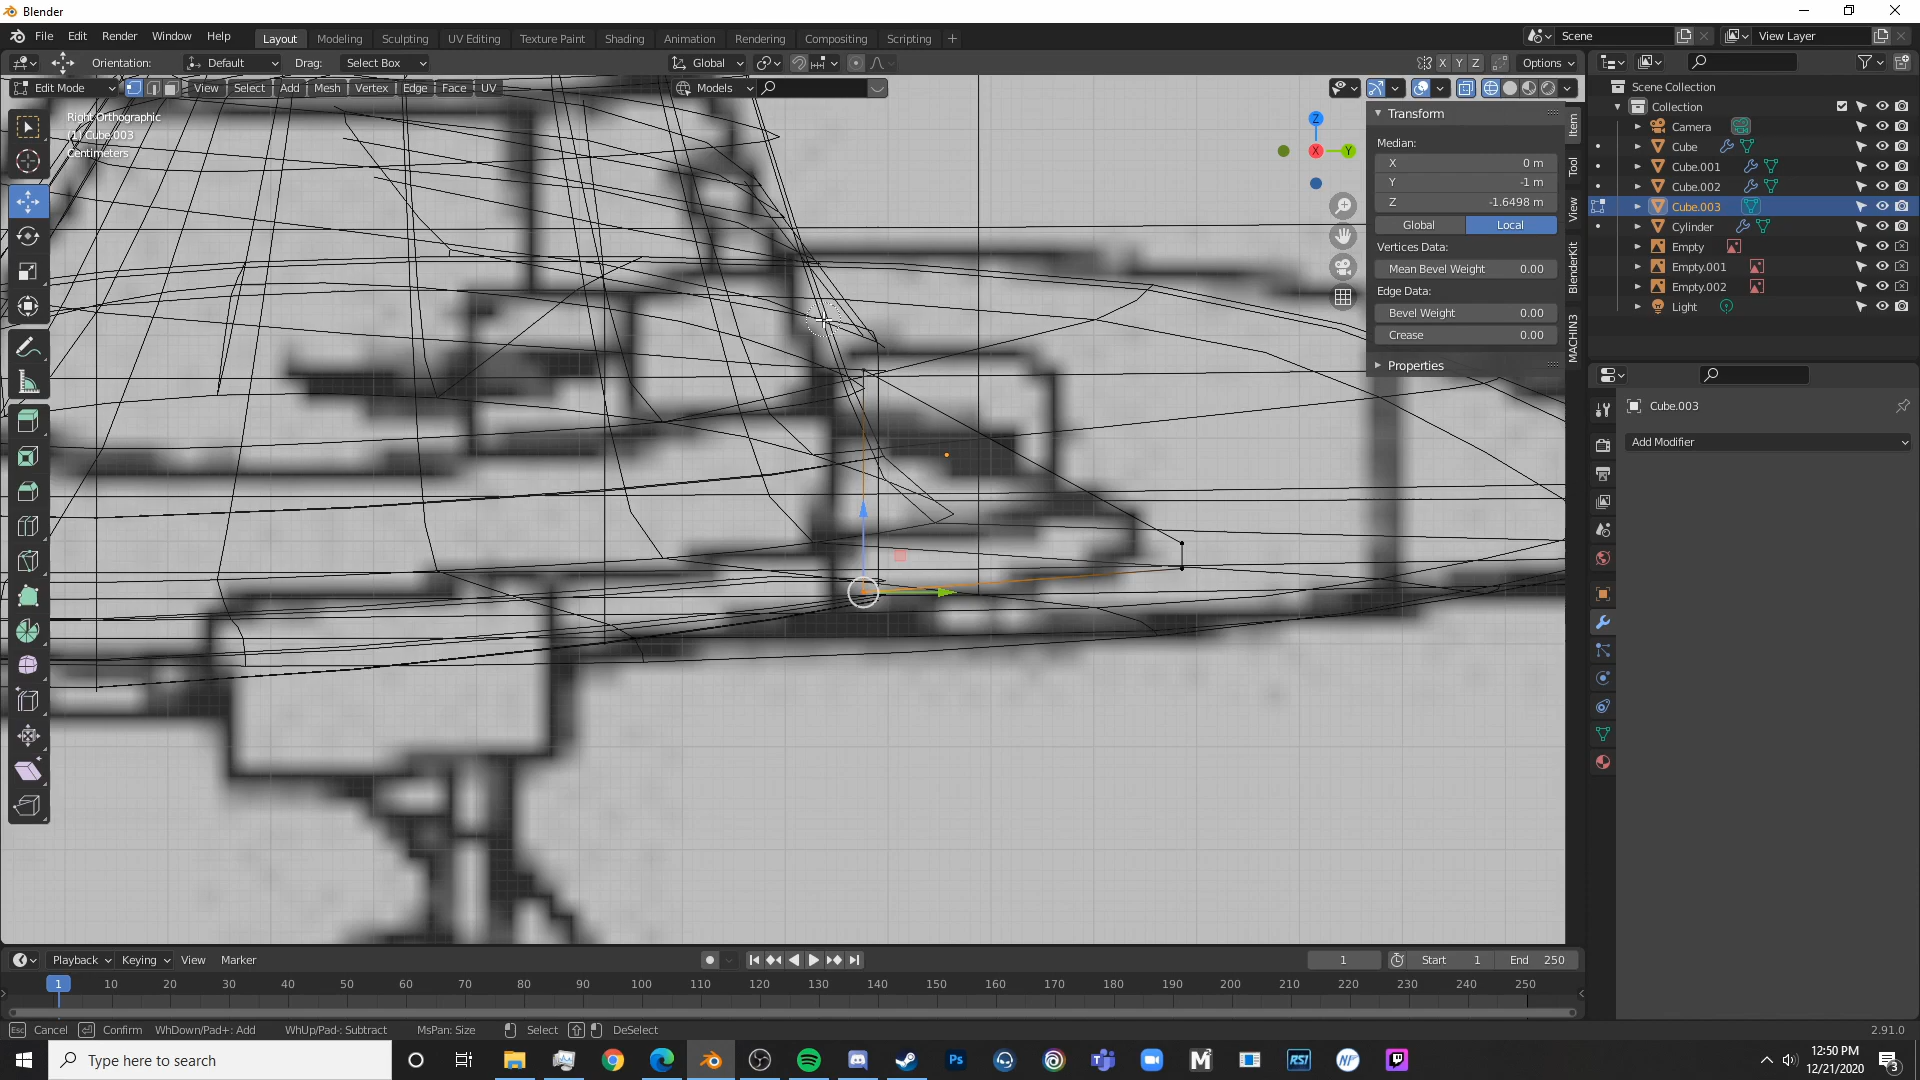 Blender
File Edit Render Window Help
Layout Modeling Sculpting UV Editing Texture Paint Shading Animation Rendering Compositing Scripting
Scene View Layer
Orientation: Default Drag: Select Box Global X Y Z Options
Edit Mode View Select Add Mesh Vertex Edge Face UV Models
Right Orthographic
(1) Cube.003
Centimeters
Z
X
Y
Transform
Median:
X 0 m
Y -1 m
Z -1.6498 m
Global Local
Vertices Data:
Mean Bevel Weight 0.00
Edge Data:
Bevel Weight 0.00
Crease 0.00
Properties
Item
Tool
View
BlenderKit
MACHIN3
Scene Collection
Collection
Camera
Cube
Cube.001
Cube.002
Cube.003
Cylinder
Empty
Empty.001
Empty.002
Light
Cube.003
Add Modifier
Playback Keying View Marker 1 Start 1 End 250
1 10 20 30 40 50 60 70 80 90 100 110 120 130 140 150 160 170 180 190 200 210 220 230 240 250
Esc Cancel Confirm WhDown/Pad+: Add WhUp/Pad-: Subtract MsPan: Size Select DeSelect 2.91.0
Type here to search
Ps
M
RSI
NP
12:50 PM
12/21/2020
3